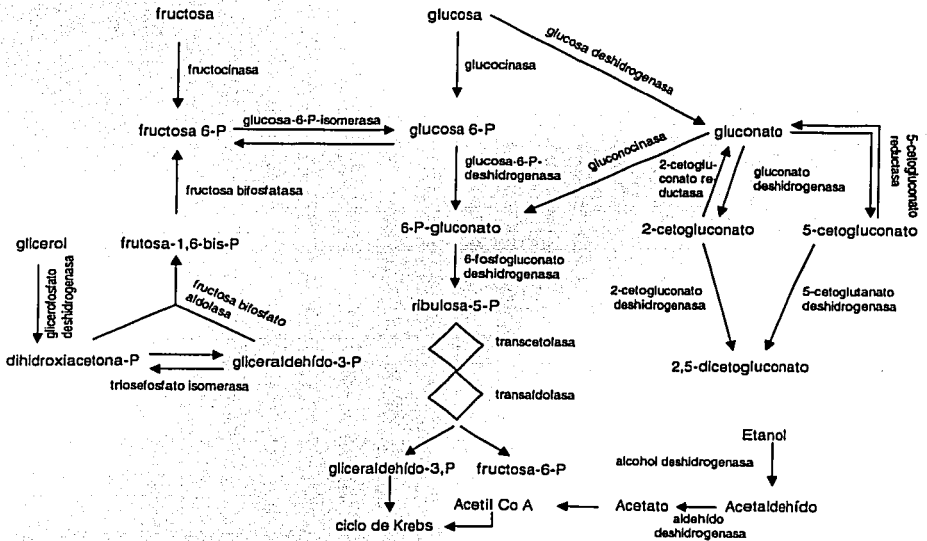 fructosa
glucosa
glucosa deshidrogenasa
fructocinasa
glucocinasa
glucosa-6-P-isomerasa
fructosa 6-P
glucosa 6-P
gluconato
5-cetogluconato
reductasa
gluconocinasa
glucosa-6-P-
deshidrogenasa
2-cetoglu-
conato re-
ductasa
gluconato
deshidrogenasa
fructosa bifosfatasa
6-P-gluconato
2-cetogluconato
5-cetogluconato
glicerol
frutosa-1,6-bis-P
6-fosfogluconato
deshidrogenasa
glicerofosfato
deshidrogenasa
fructosa bifosfato
aldolasa
2-cetogluconato
deshidrogenasa
5-cetoglutanato
deshidrogenasa
ribulosa-5-P
transcetolasa
dihidroxiacetona-P
gliceraldehído-3-P
2,5-dicetogluconato
triosefosfato isomerasa
transaldolasa
Etanol
alcohol deshidrogenasa
gliceraldehído-3,P
fructosa-6-P
Acetil Co A
Acetato
Acetaldehído
ciclo de Krebs
aldehído
deshidrogenasa